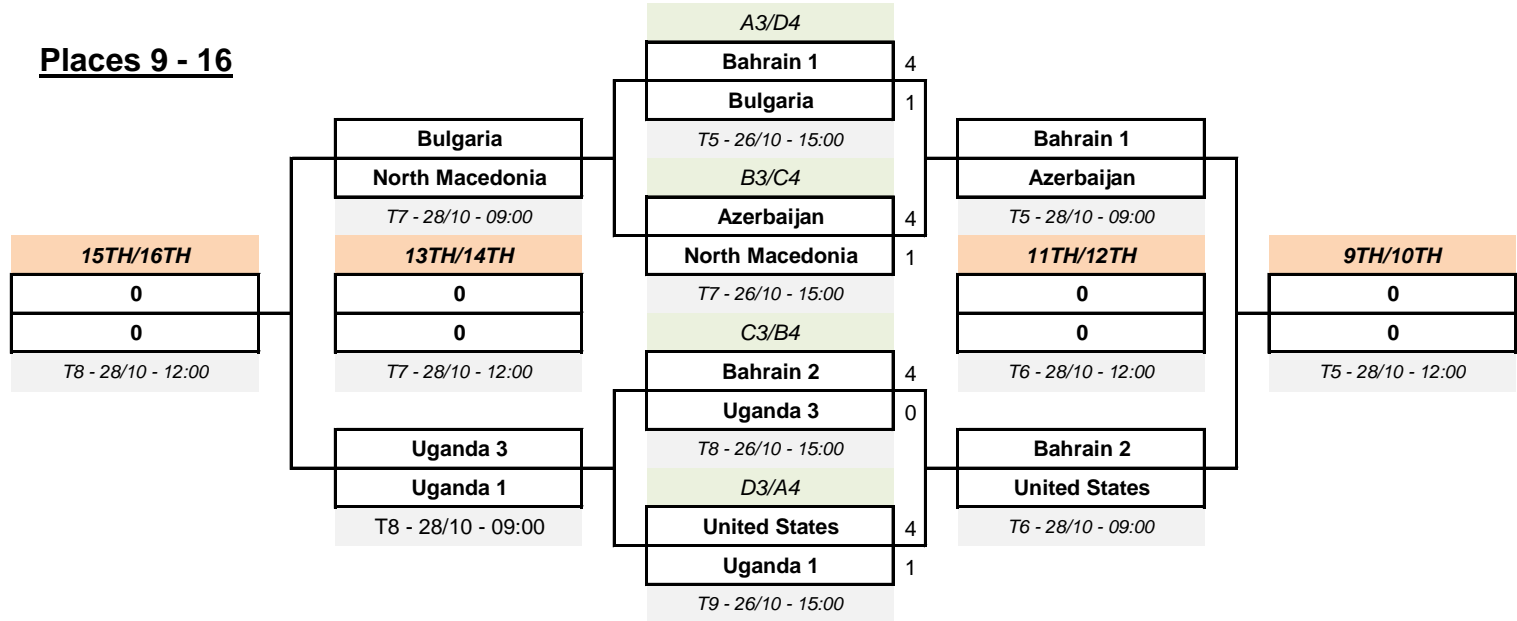 Places 9 - 16
A3/D4
Bahrain 1 4
Bulgaria 1
T5 - 26/10 - 15:00
B3/C4
Azerbaijan 4
North Macedonia 1
T7 - 26/10 - 15:00
C3/B4
Bahrain 2 4
Uganda 3 0
T8 - 26/10 - 15:00
D3/A4
United States 4
Uganda 1 1
T9 - 26/10 - 15:00
Bulgaria
North Macedonia
T7 - 28/10 - 09:00
13TH/14TH
0
0
T7 - 28/10 - 12:00
Uganda 3
Uganda 1
T8 - 28/10 - 09:00
15TH/16TH
0
0
T8 - 28/10 - 12:00
Bahrain 1
Azerbaijan
T5 - 28/10 - 09:00
11TH/12TH
0
0
T6 - 28/10 - 12:00
Bahrain 2
United States
T6 - 28/10 - 09:00
9TH/10TH
0
0
T5 - 28/10 - 12:00